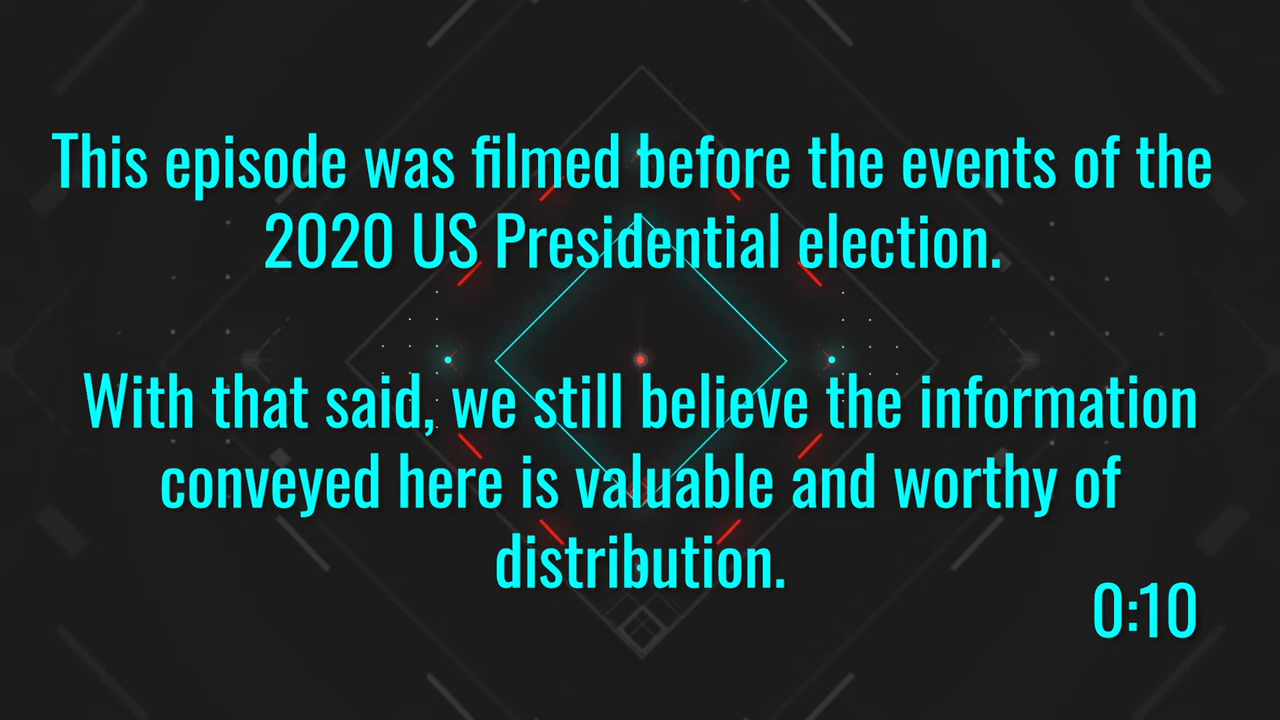 This episode was filmed before the events of the
2020 US Presidential election.
With that said, we still believe the information
conveyed here is valuable and worthy of
distribution.
0:10